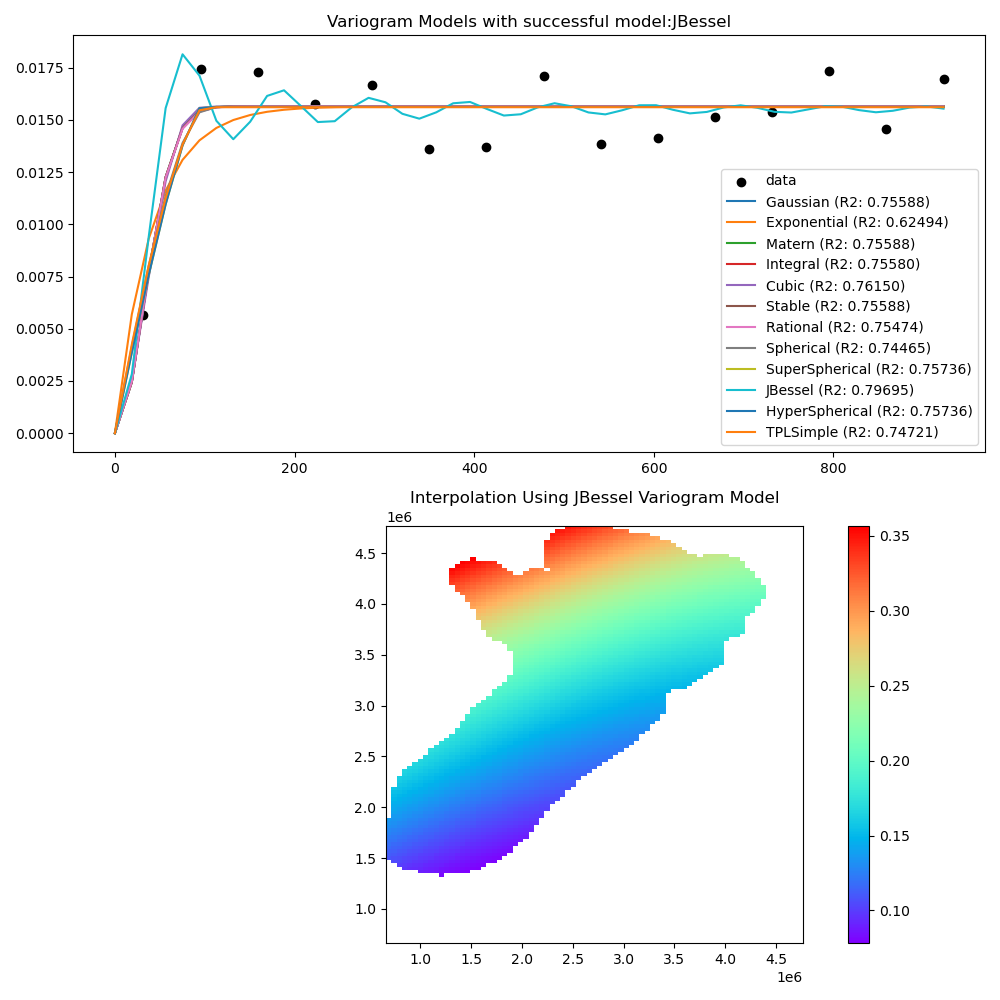 Variogram Models with successful model:JBessel
0.0175
0.0150
0.0125
0.0100
0.0075
0.0050
0.0025
0.0000
data
Gaussian (R2: 0.75588)
Exponential (R2: 0.62494)
Matern (R2: 0.75588)
Integral (R2: 0.75580)
Cubic (R2: 0.76150)
Stable (R2: 0.75588)
Rational (R2: 0.75474)
Spherical (R2: 0.74465)
SuperSpherical (R2: 0.75736)
JBessel (R2: 0.79695)
HyperSpherical (R2: 0.75736)
TPLSimple (R2: 0.74721)
0 200 400 600 800
Interpolation Using JBessel Variogram Model
1e6
4.5
4.0
3.5
3.0
2.5
2.0
1.5
1.0
1.0 1.5 2.0 2.5 3.0 3.5 4.0 4.5
1e6
0.35
0.30
0.25
0.20
0.15
0.10